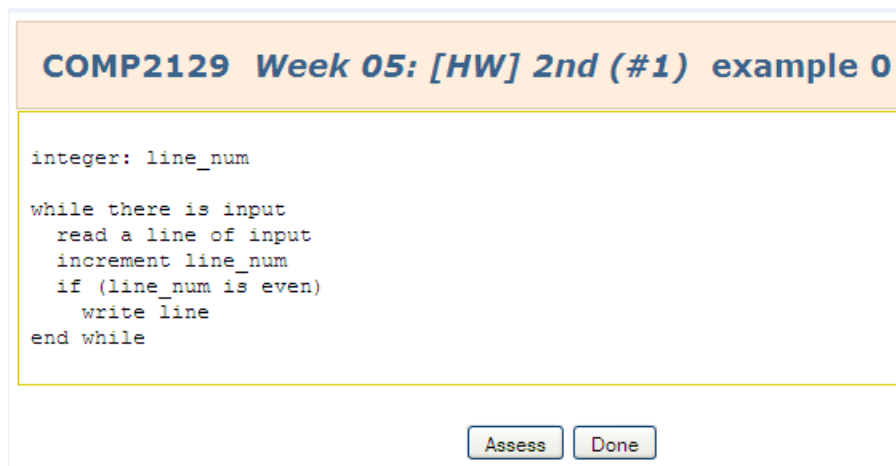 COMP2129 Week 05: [HW] 2nd (#1) example 0
integer: line_num
while there is input
read a line of input
increment line_num
if (line_num is even)
write line
end while
Assess Done